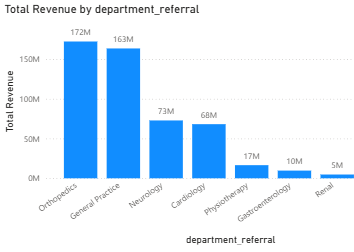 Total Revenue by department_referral
172M
163M
150M
100M
73M
68M
50M
17M
10M
5M
0M
Total Revenue
Orthopedics
General Practice
Neurology
Cardiology
Physiotherapy
Gastroenterology
Renal
department_referral